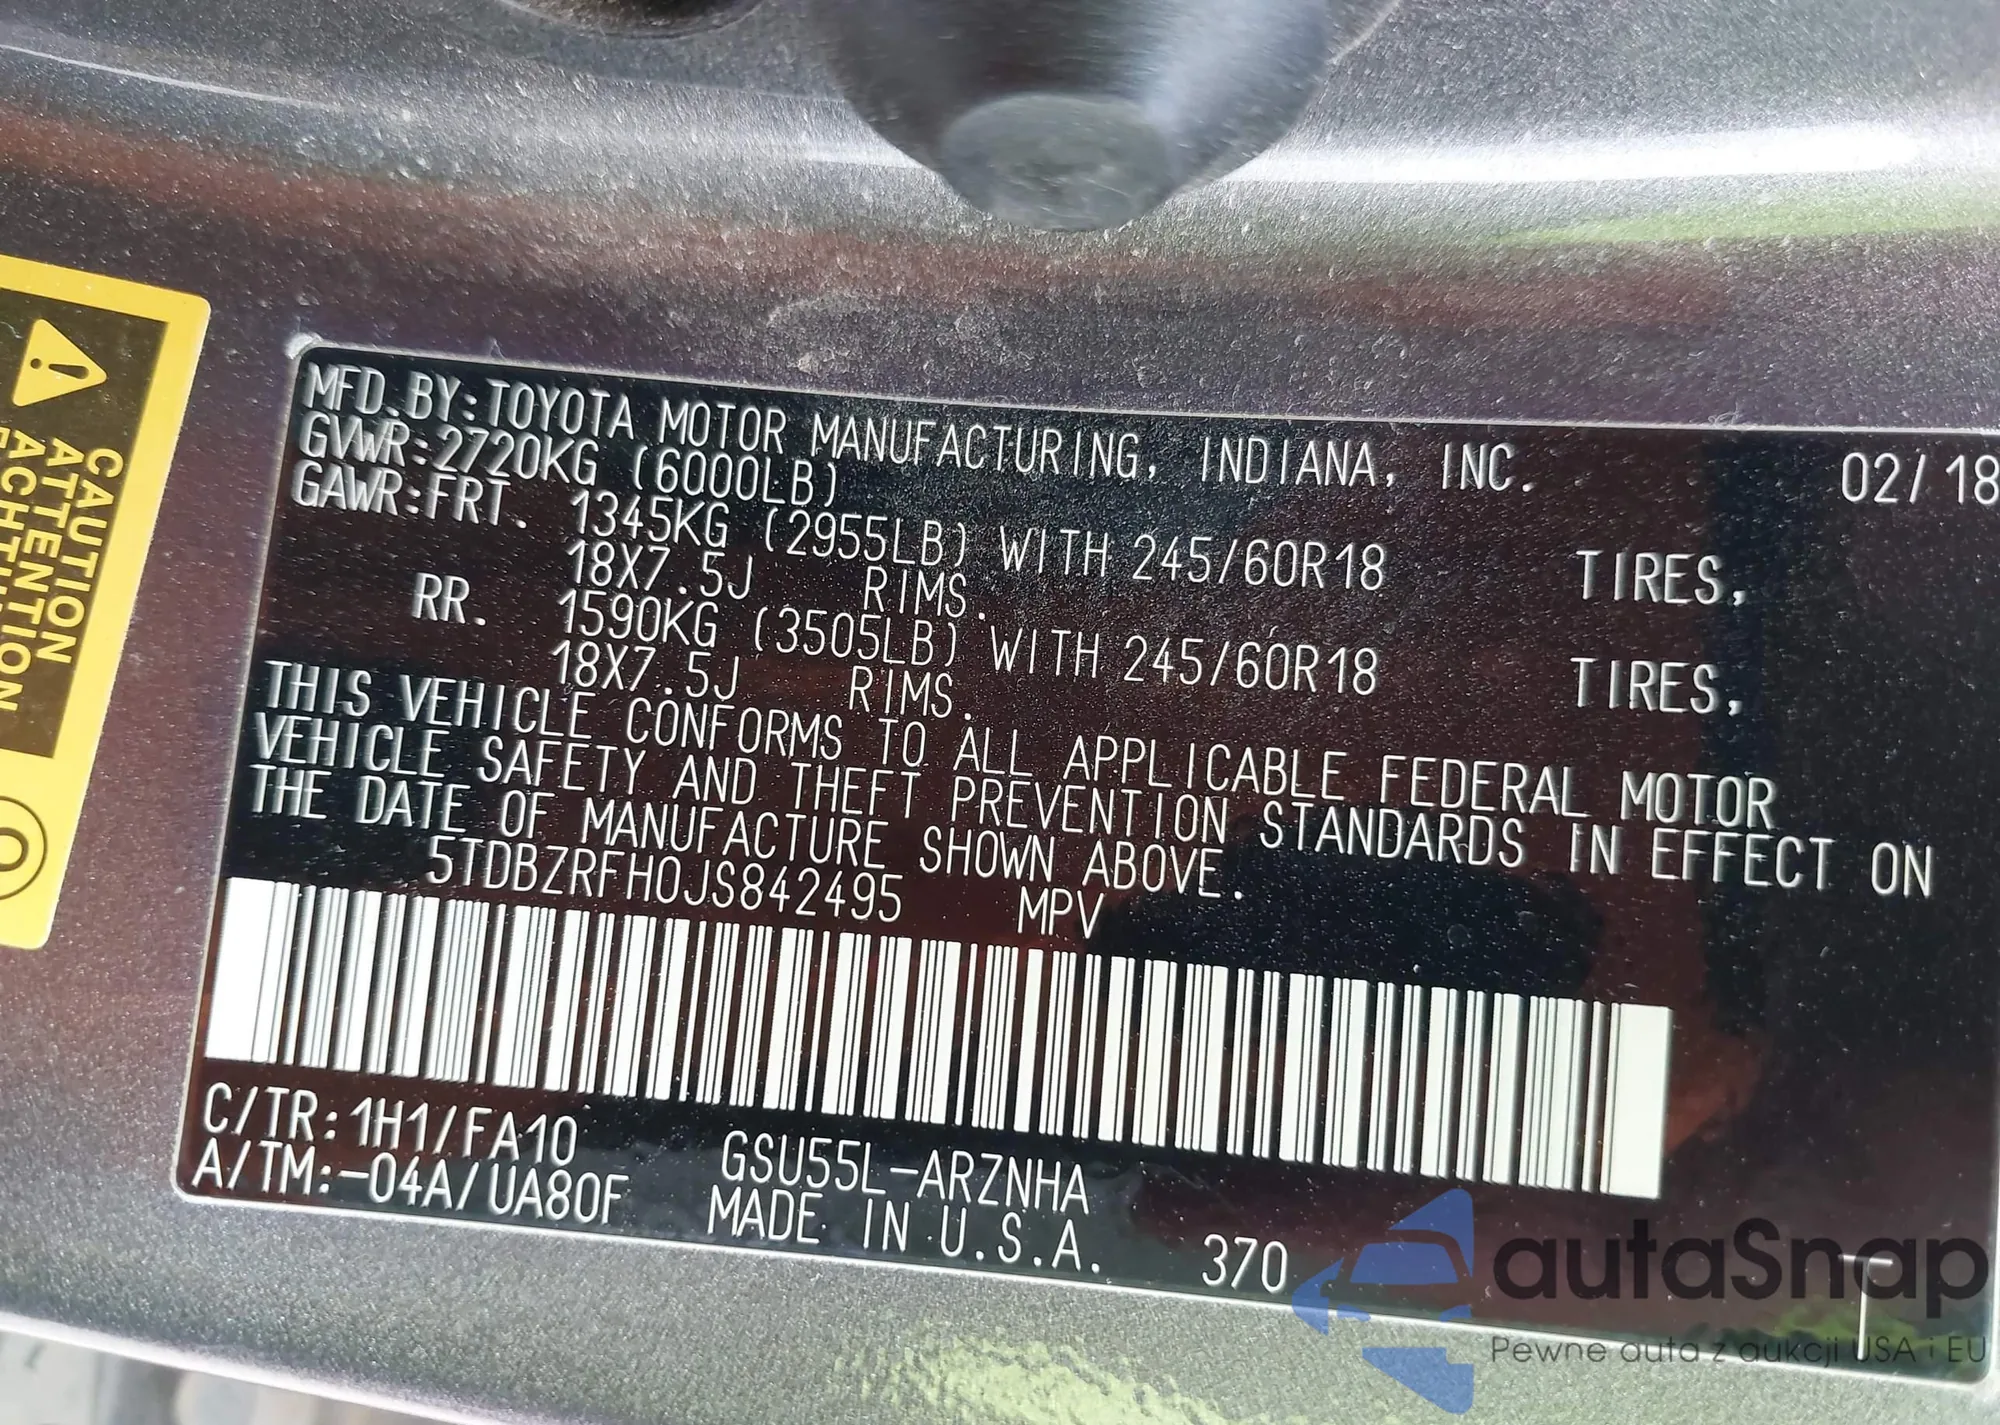 MFD.BY:TOYOTA MOTOR MANUFACTURING, INDIANA, INC. 02/18
GVWR:2720KG (6000LB)
GAWR:FRT. 1345KG (2955LB) WITH 245/60R18 TIRES,
18X7.5J RIMS.
RR. 1590KG (3505LB) WITH 245/60R18 TIRES,
18X7.5J RIMS.
THIS VEHICLE CONFORMS TO ALL APPLICABLE FEDERAL MOTOR
VEHICLE SAFETY AND THEFT PREVENTION STANDARDS IN EFFECT ON
THE DATE OF MANUFACTURE SHOWN ABOVE.
5TDBZRFH0JS842495 MPV
C/TR:1H1/FA10
A/TM:-04A/UA80F
GSU55L-ARZNHA
MADE IN U.S.A. 370
CAUTION
ATTENTION
autaSnap
Pewne auta z aukcji USA i EU